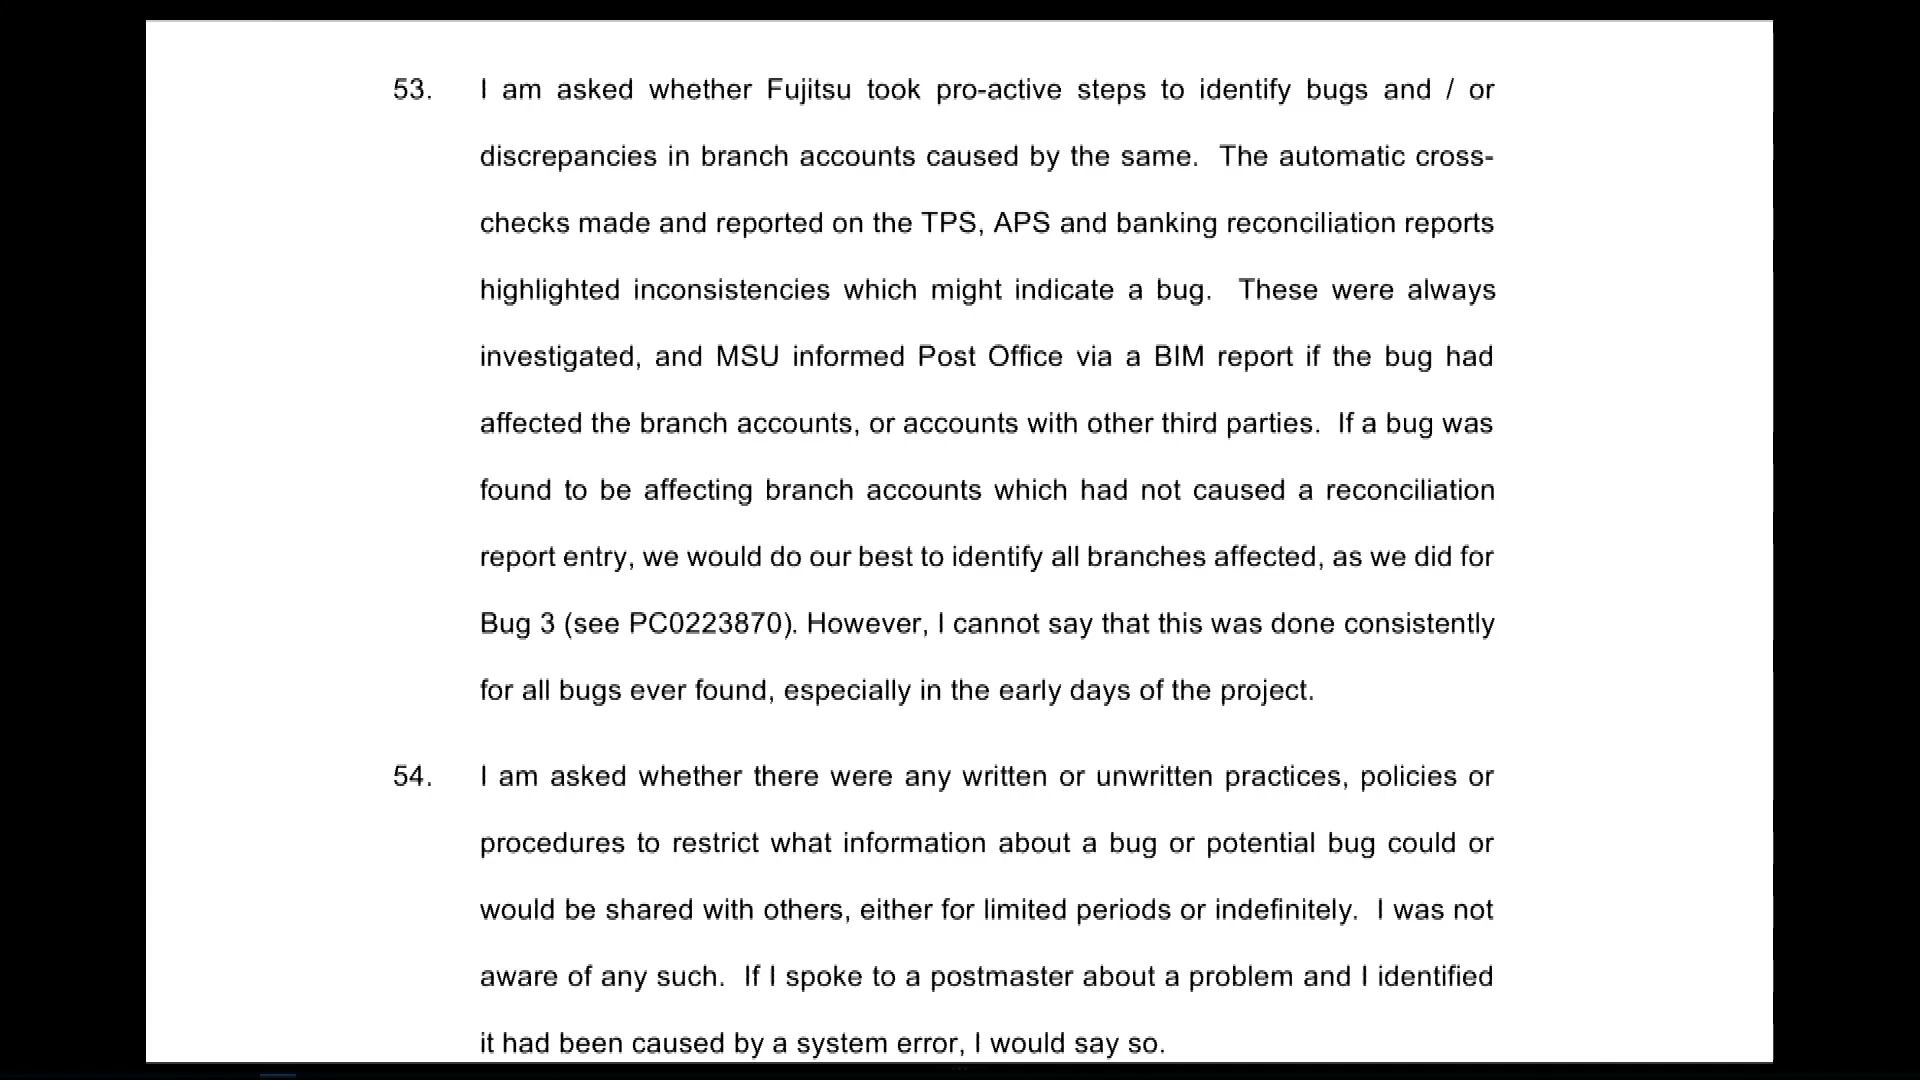 53. I am asked whether Fujitsu took pro-active steps to identify bugs and / or
discrepancies in branch accounts caused by the same.  The automatic cross-
checks made and reported on the TPS, APS and banking reconciliation reports
highlighted inconsistencies which might indicate a bug.  These were always
investigated, and MSU informed Post Office via a BIM report if the bug had
affected the branch accounts, or accounts with other third parties.  If a bug was
found to be affecting branch accounts which had not caused a reconciliation
report entry, we would do our best to identify all branches affected, as we did for
Bug 3 (see PC0223870). However, I cannot say that this was done consistently
for all bugs ever found, especially in the early days of the project.
54. I am asked whether there were any written or unwritten practices, policies or
procedures to restrict what information about a bug or potential bug could or
would be shared with others, either for limited periods or indefinitely.  I was not
aware of any such.  If I spoke to a postmaster about a problem and I identified
it had been caused by a system error, I would say so.